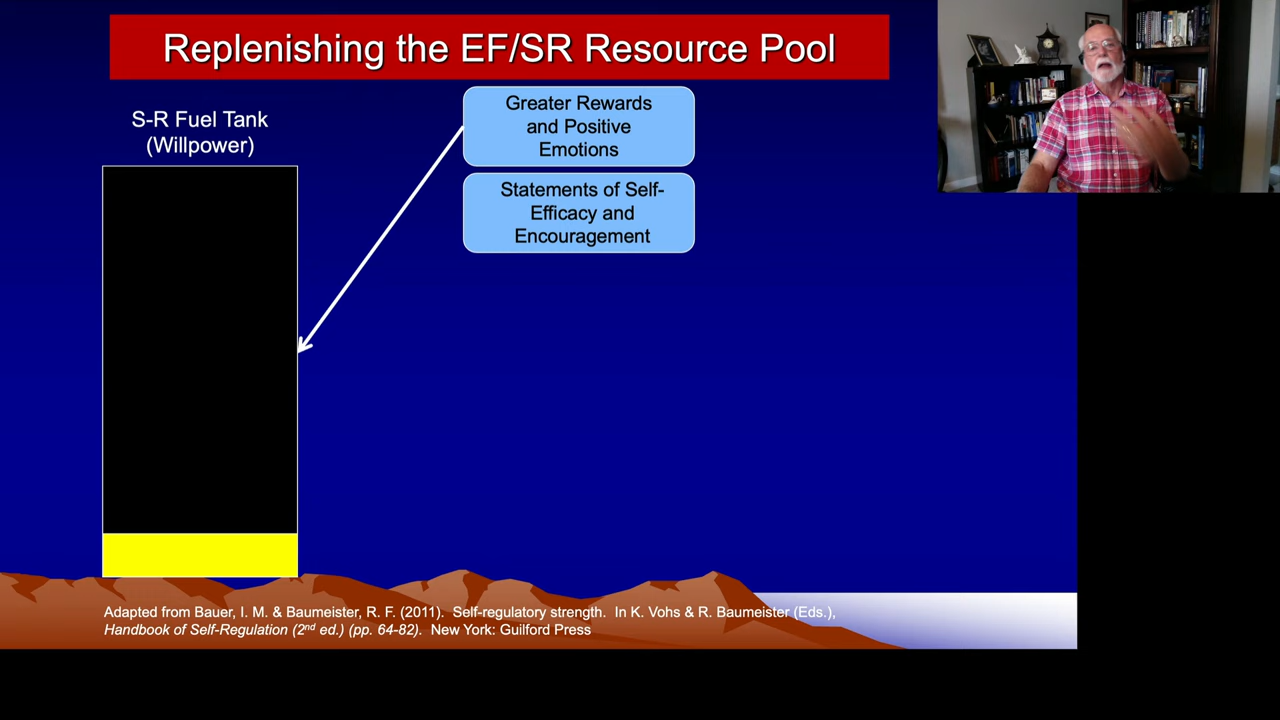 Replenishing the EF/SR Resource Pool
S-R Fuel Tank
(Willpower)
Greater Rewards
and Positive
Emotions
Statements of Self-
Efficacy and
Encouragement
Adapted from Bauer, I. M. & Baumeister, R. F. (2011).  Self-regulatory strength.  In K. Vohs & R. Baumeister (Eds.),
Handbook of Self-Regulation (2nd ed.) (pp. 64-82).  New York: Guilford Press